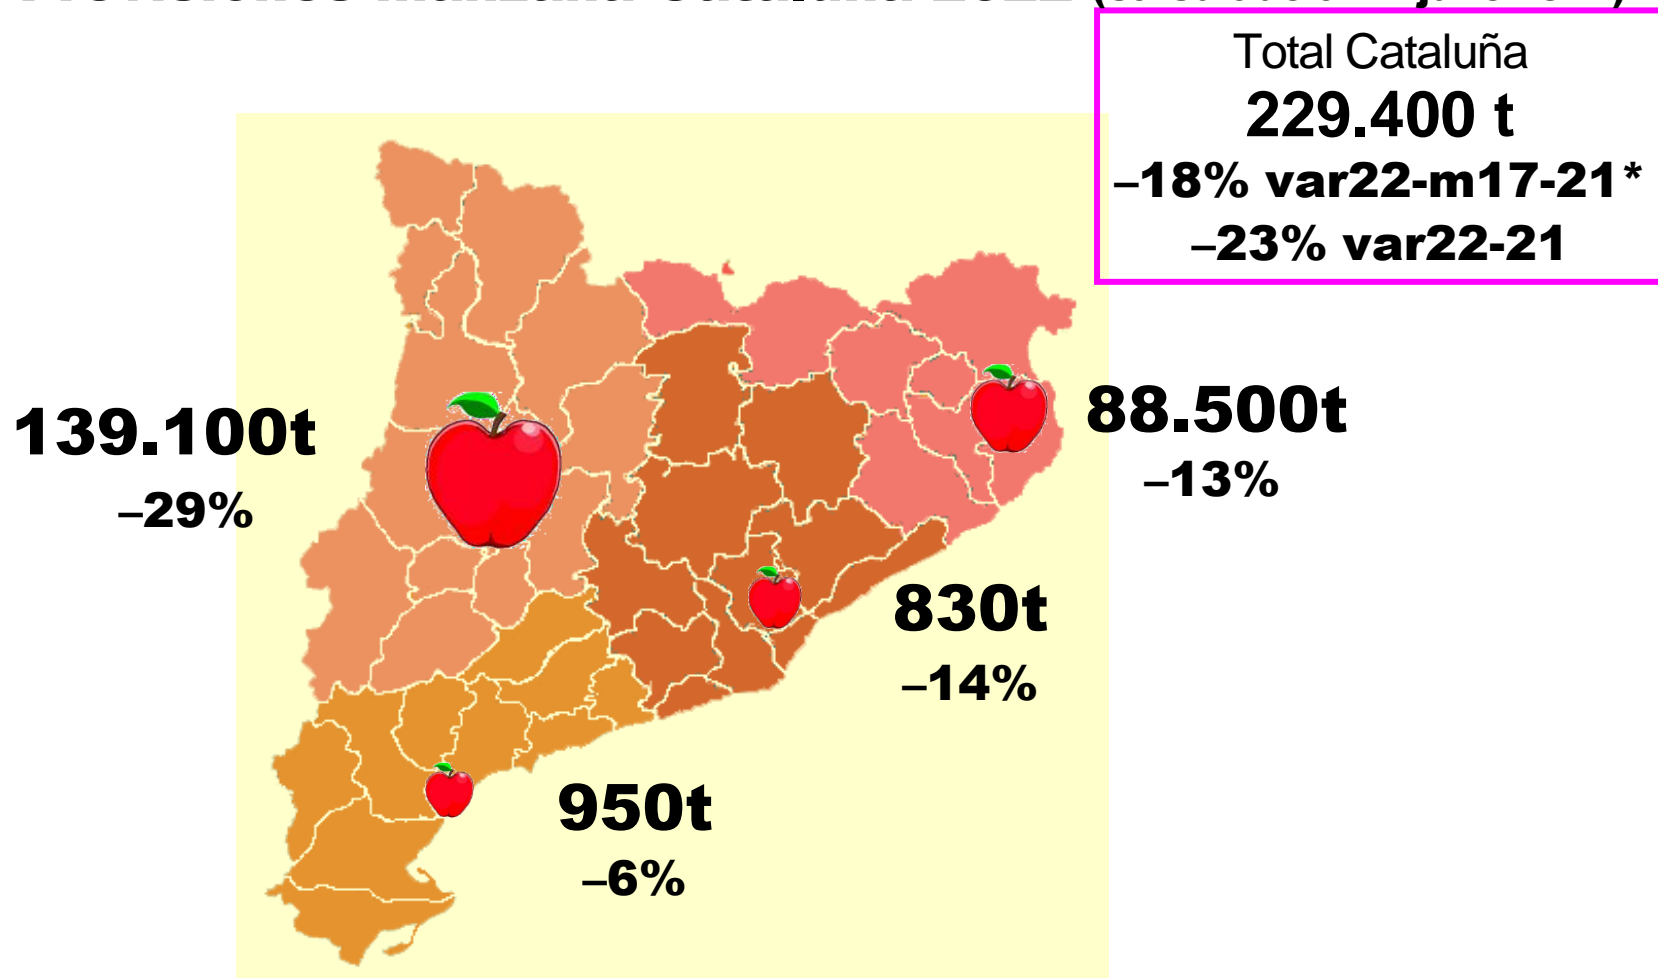 Total Cataluña
229.400 t
–18% var22-m17-21*
–23% var22-21
139.100t
–29%
88.500t
–13%
830t
–14%
950t
–6%